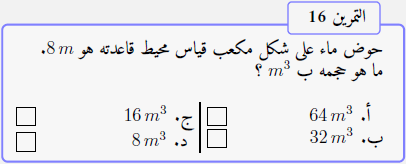 التمرين 16
حوض ماء على شكل مكعب قياس محيط قاعدته هو 8 m.
ما هو حجمه ب m³ ؟
أ. 64 m³
ب. 32 m³
ج. 16 m³
د. 8 m³